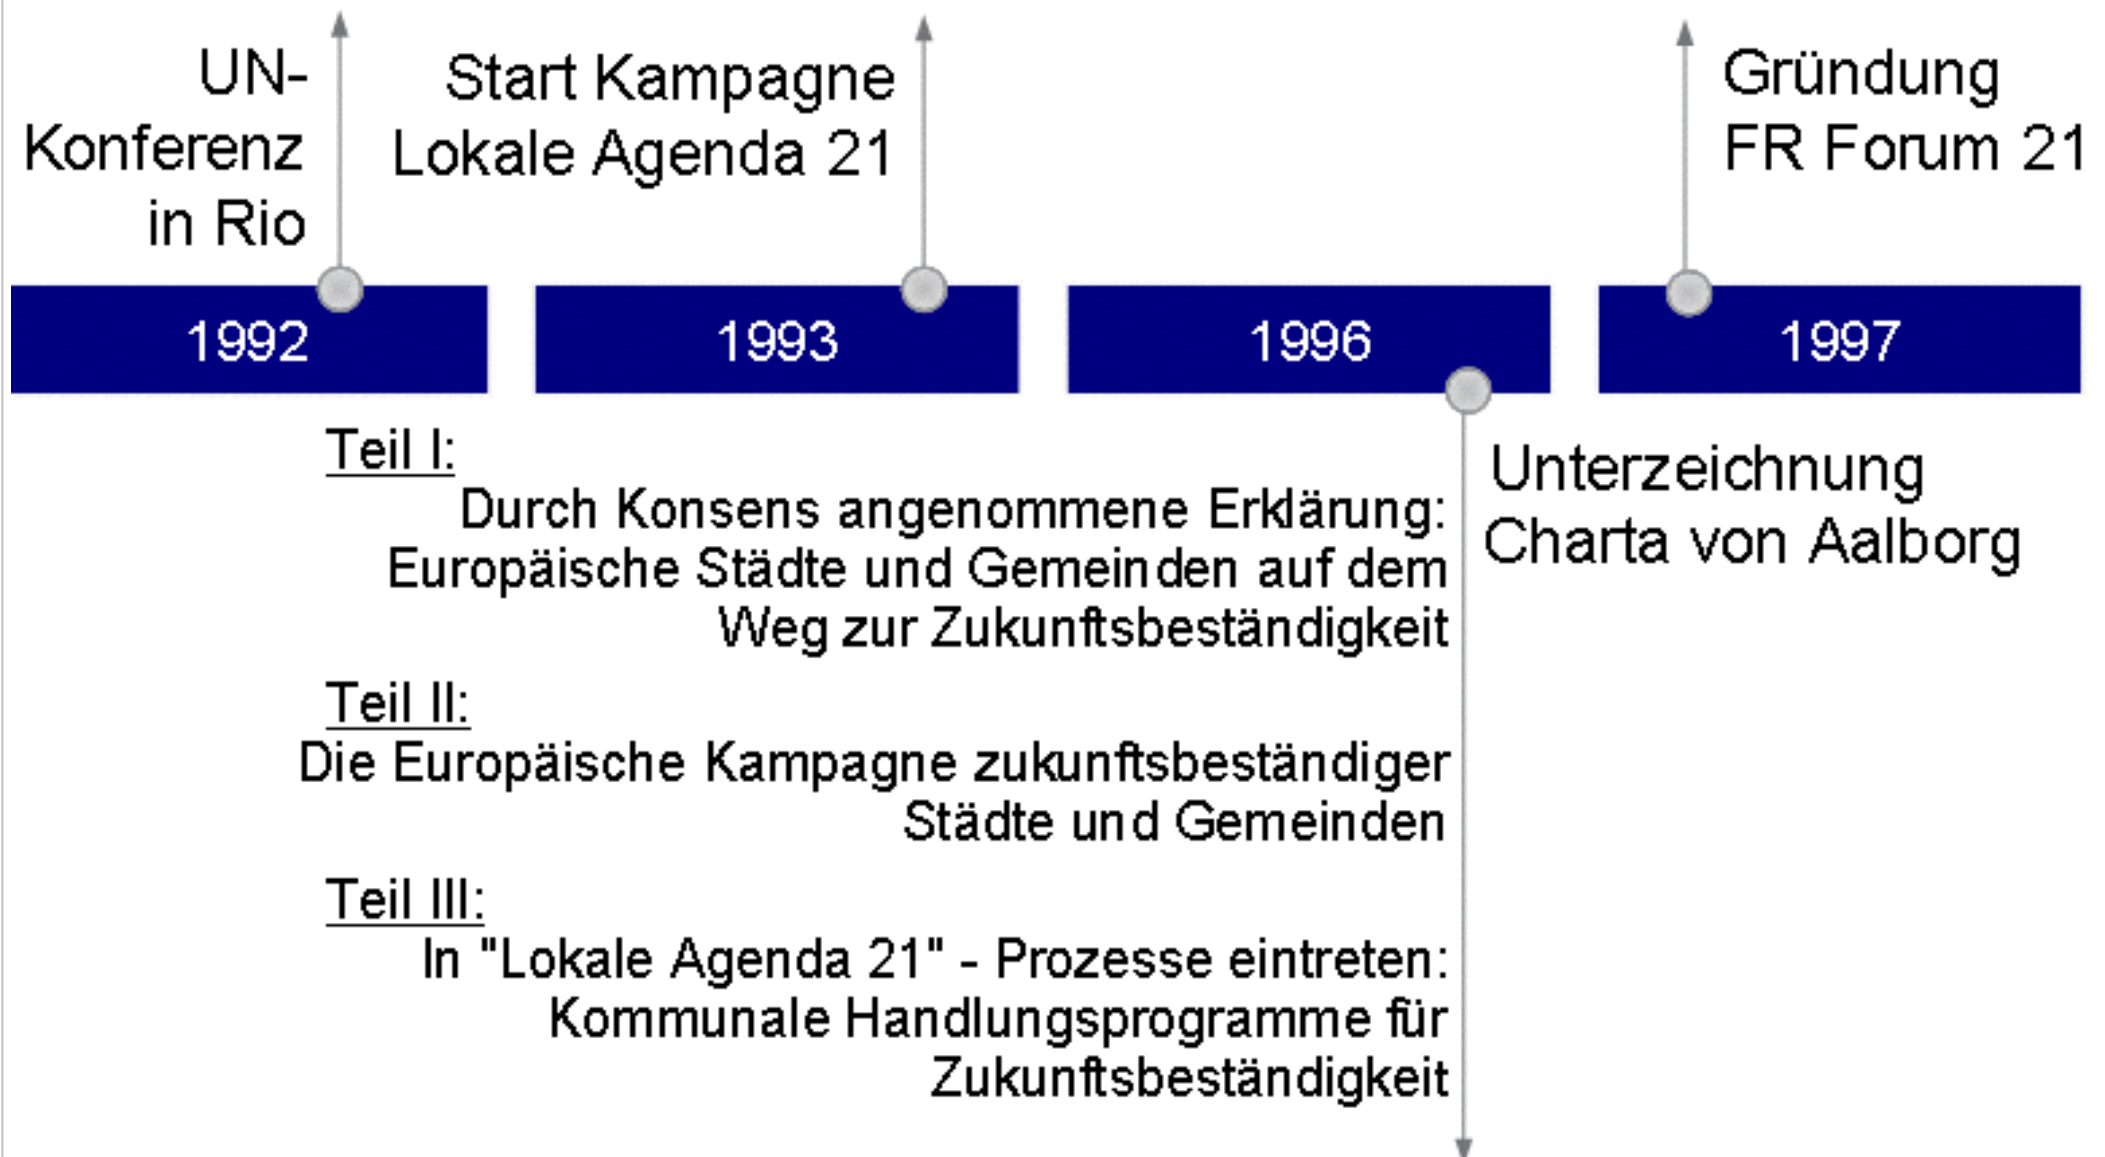 UN-
Konferenz
in Rio
Start Kampagne
Lokale Agenda 21
Gründung
FR Forum 21
1992
1993
1996
1997
Teil I:
Durch Konsens angenommene Erklärung:
Europäische Städte und Gemeinden auf dem
Weg zur Zukunftsbeständigkeit
Teil II:
Die Europäische Kampagne zukunftsbeständiger
Städte und Gemeinden
Teil III:
In "Lokale Agenda 21" - Prozesse eintreten:
Kommunale Handlungsprogramme für
Zukunftsbeständigkeit
Unterzeichnung
Charta von Aalborg